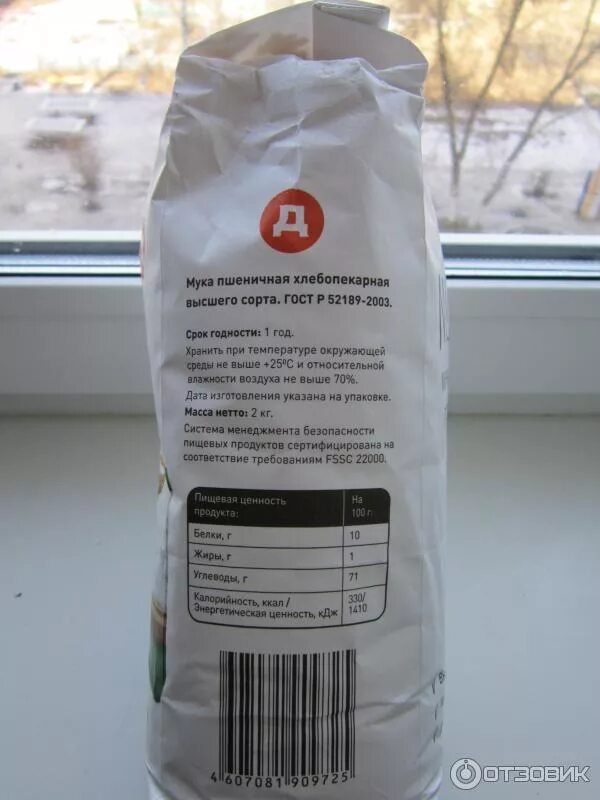 Д
Мука пшеничная хлебопекарная
высшего сорта. ГОСТ Р 52189-2003.
Срок годности: 1 год.
Хранить при температуре окружающей
среды не выше +25⁰С и относительной
влажности воздуха не выше 70%.
Дата изготовления указана на упаковке.
Масса нетто: 2 кг.
Система менеджмента безопасности
пищевых продуктов сертифицирована на
соответствие требованиям FSSC 22000.
Пищевая ценность продукта: На 100 г:
Белки, г 10
Жиры, г 1
Углеводы, г 71
Калорийность, ккал / 330/
Энергетическая ценность, кДж 1410
4 607081 909725
ОТЗОВИК